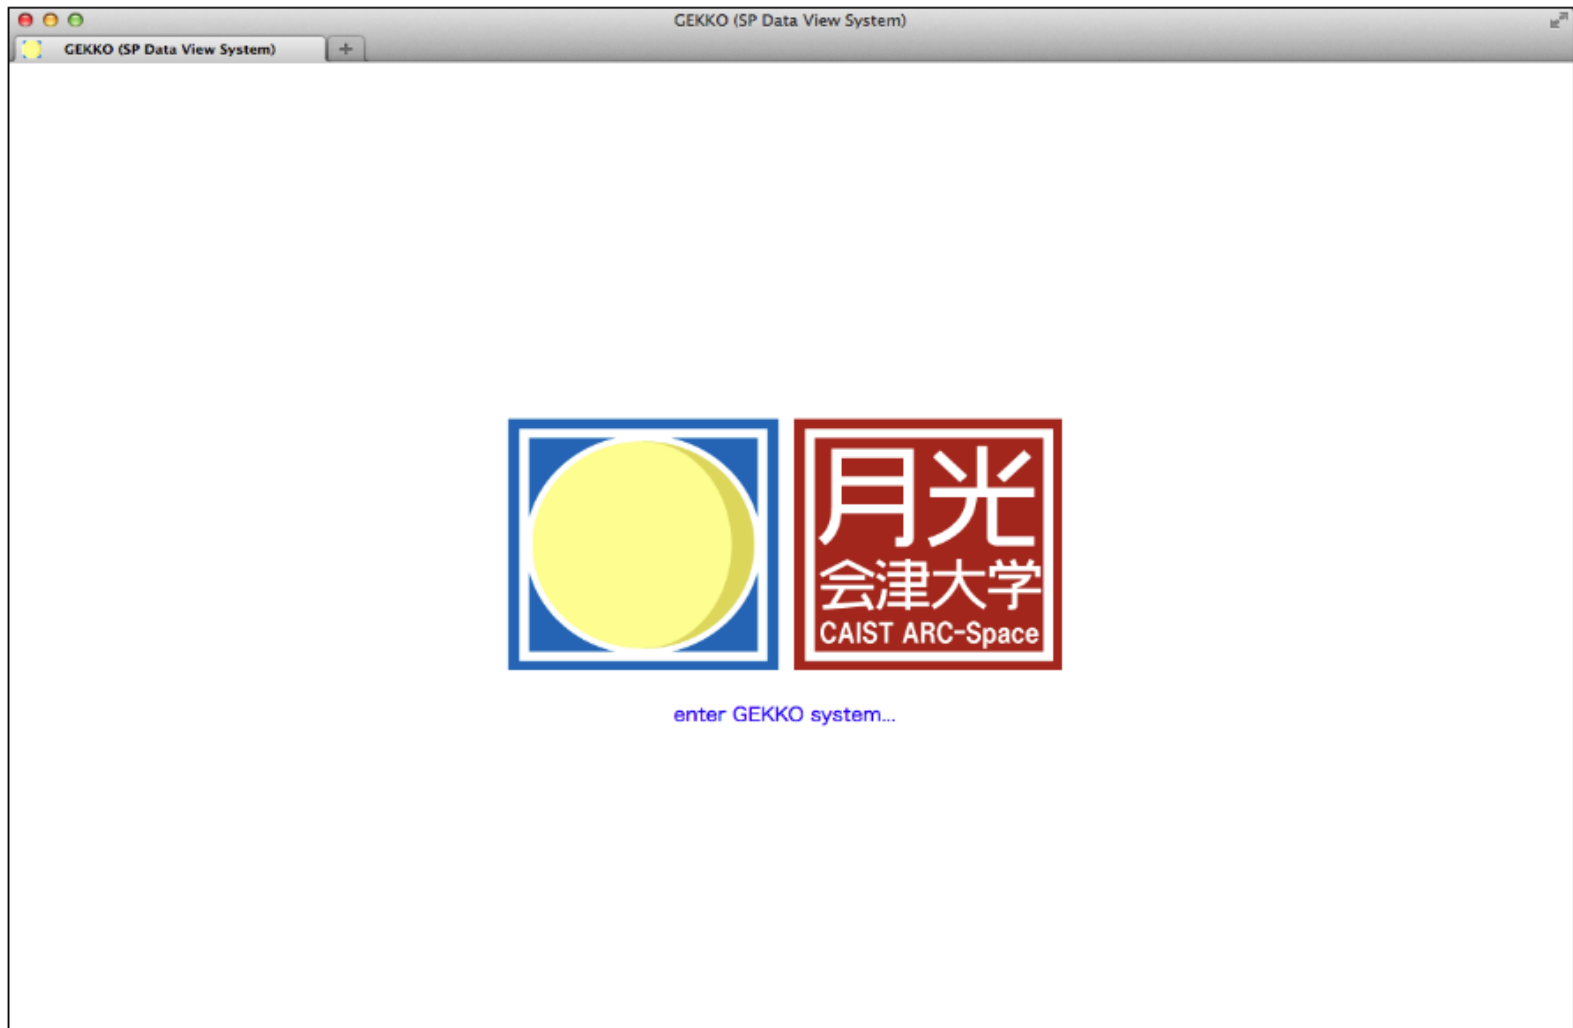 GEKKO (SP Data View System)
GEKKO (SP Data View System)
月光
会津大学
CAIST ARC-Space
enter GEKKO system...